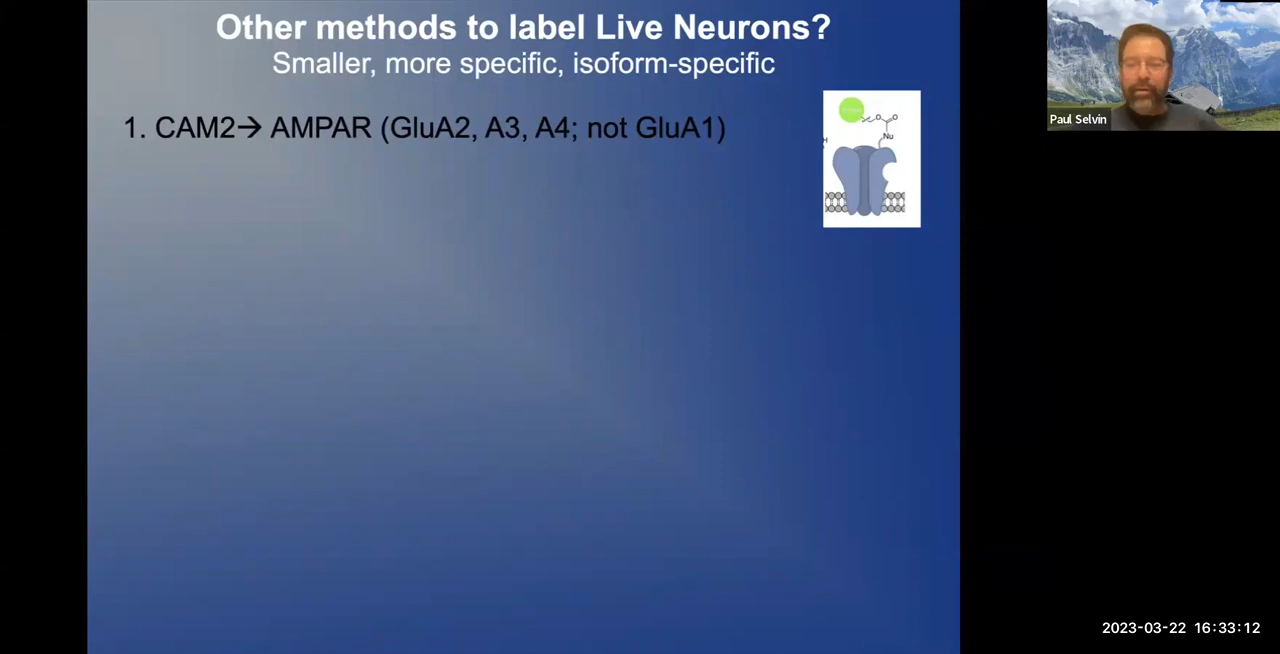 Other methods to label Live Neurons?
Smaller, more specific, isoform-specific
1. CAM2→ AMPAR (GluA2, A3, A4; not GluA1)
O
O
Nu
H
Paul Selvin
2023-03-22 16:33:12